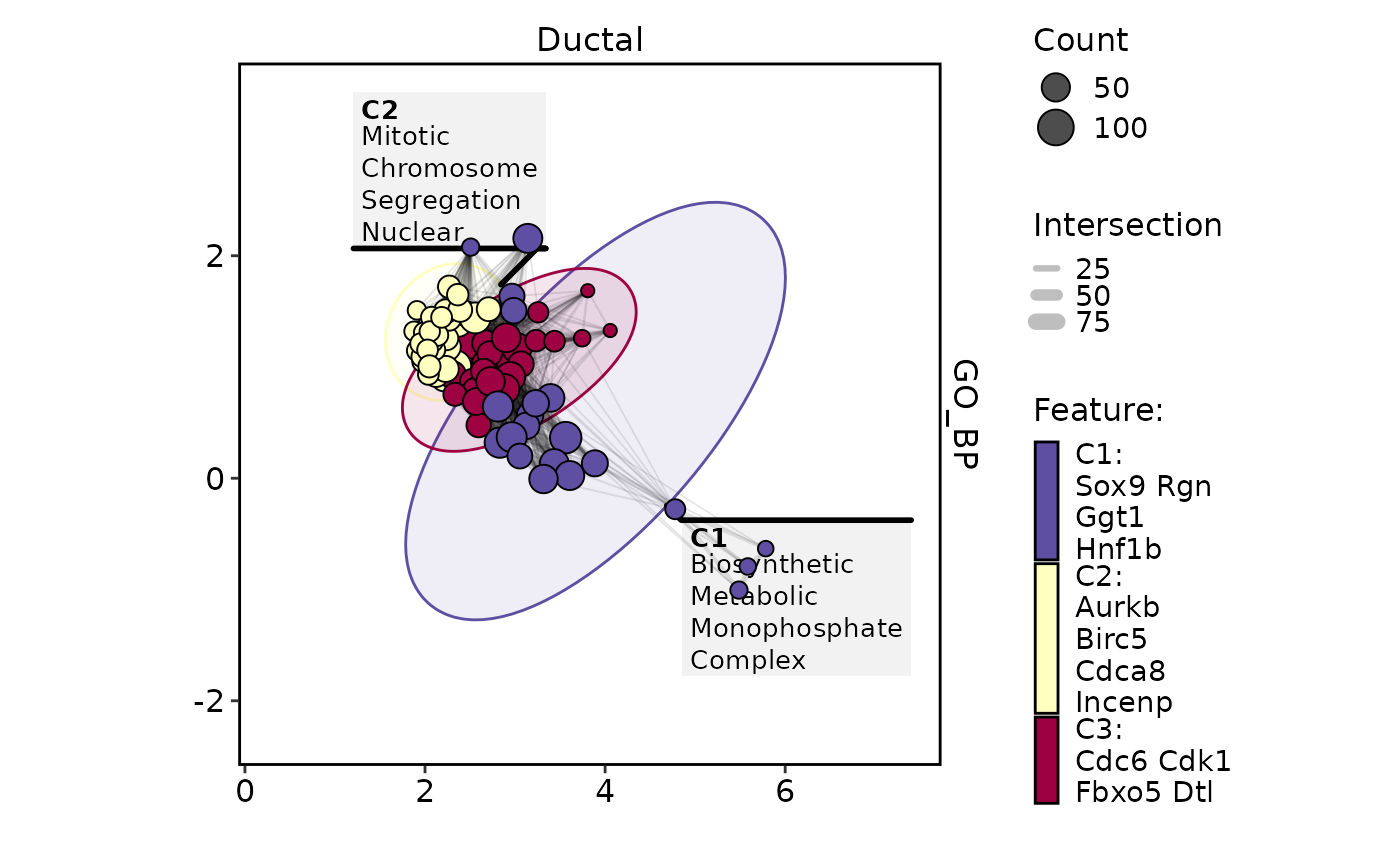 Ductal
C2
Mitotic
Chromosome
Segregation
Nuclear
C1
Biosynthetic
Metabolic
Monophosphate
Complex
2
0
-2
0
2
4
6
GO_BP
Count
50
100
Intersection
25
50
75
Feature:
C1:
Sox9 Rgn
Ggt1
Hnf1b
C2:
Aurkb
Birc5
Cdca8
Incenp
C3:
Cdc6 Cdk1
Fbxo5 Dtl